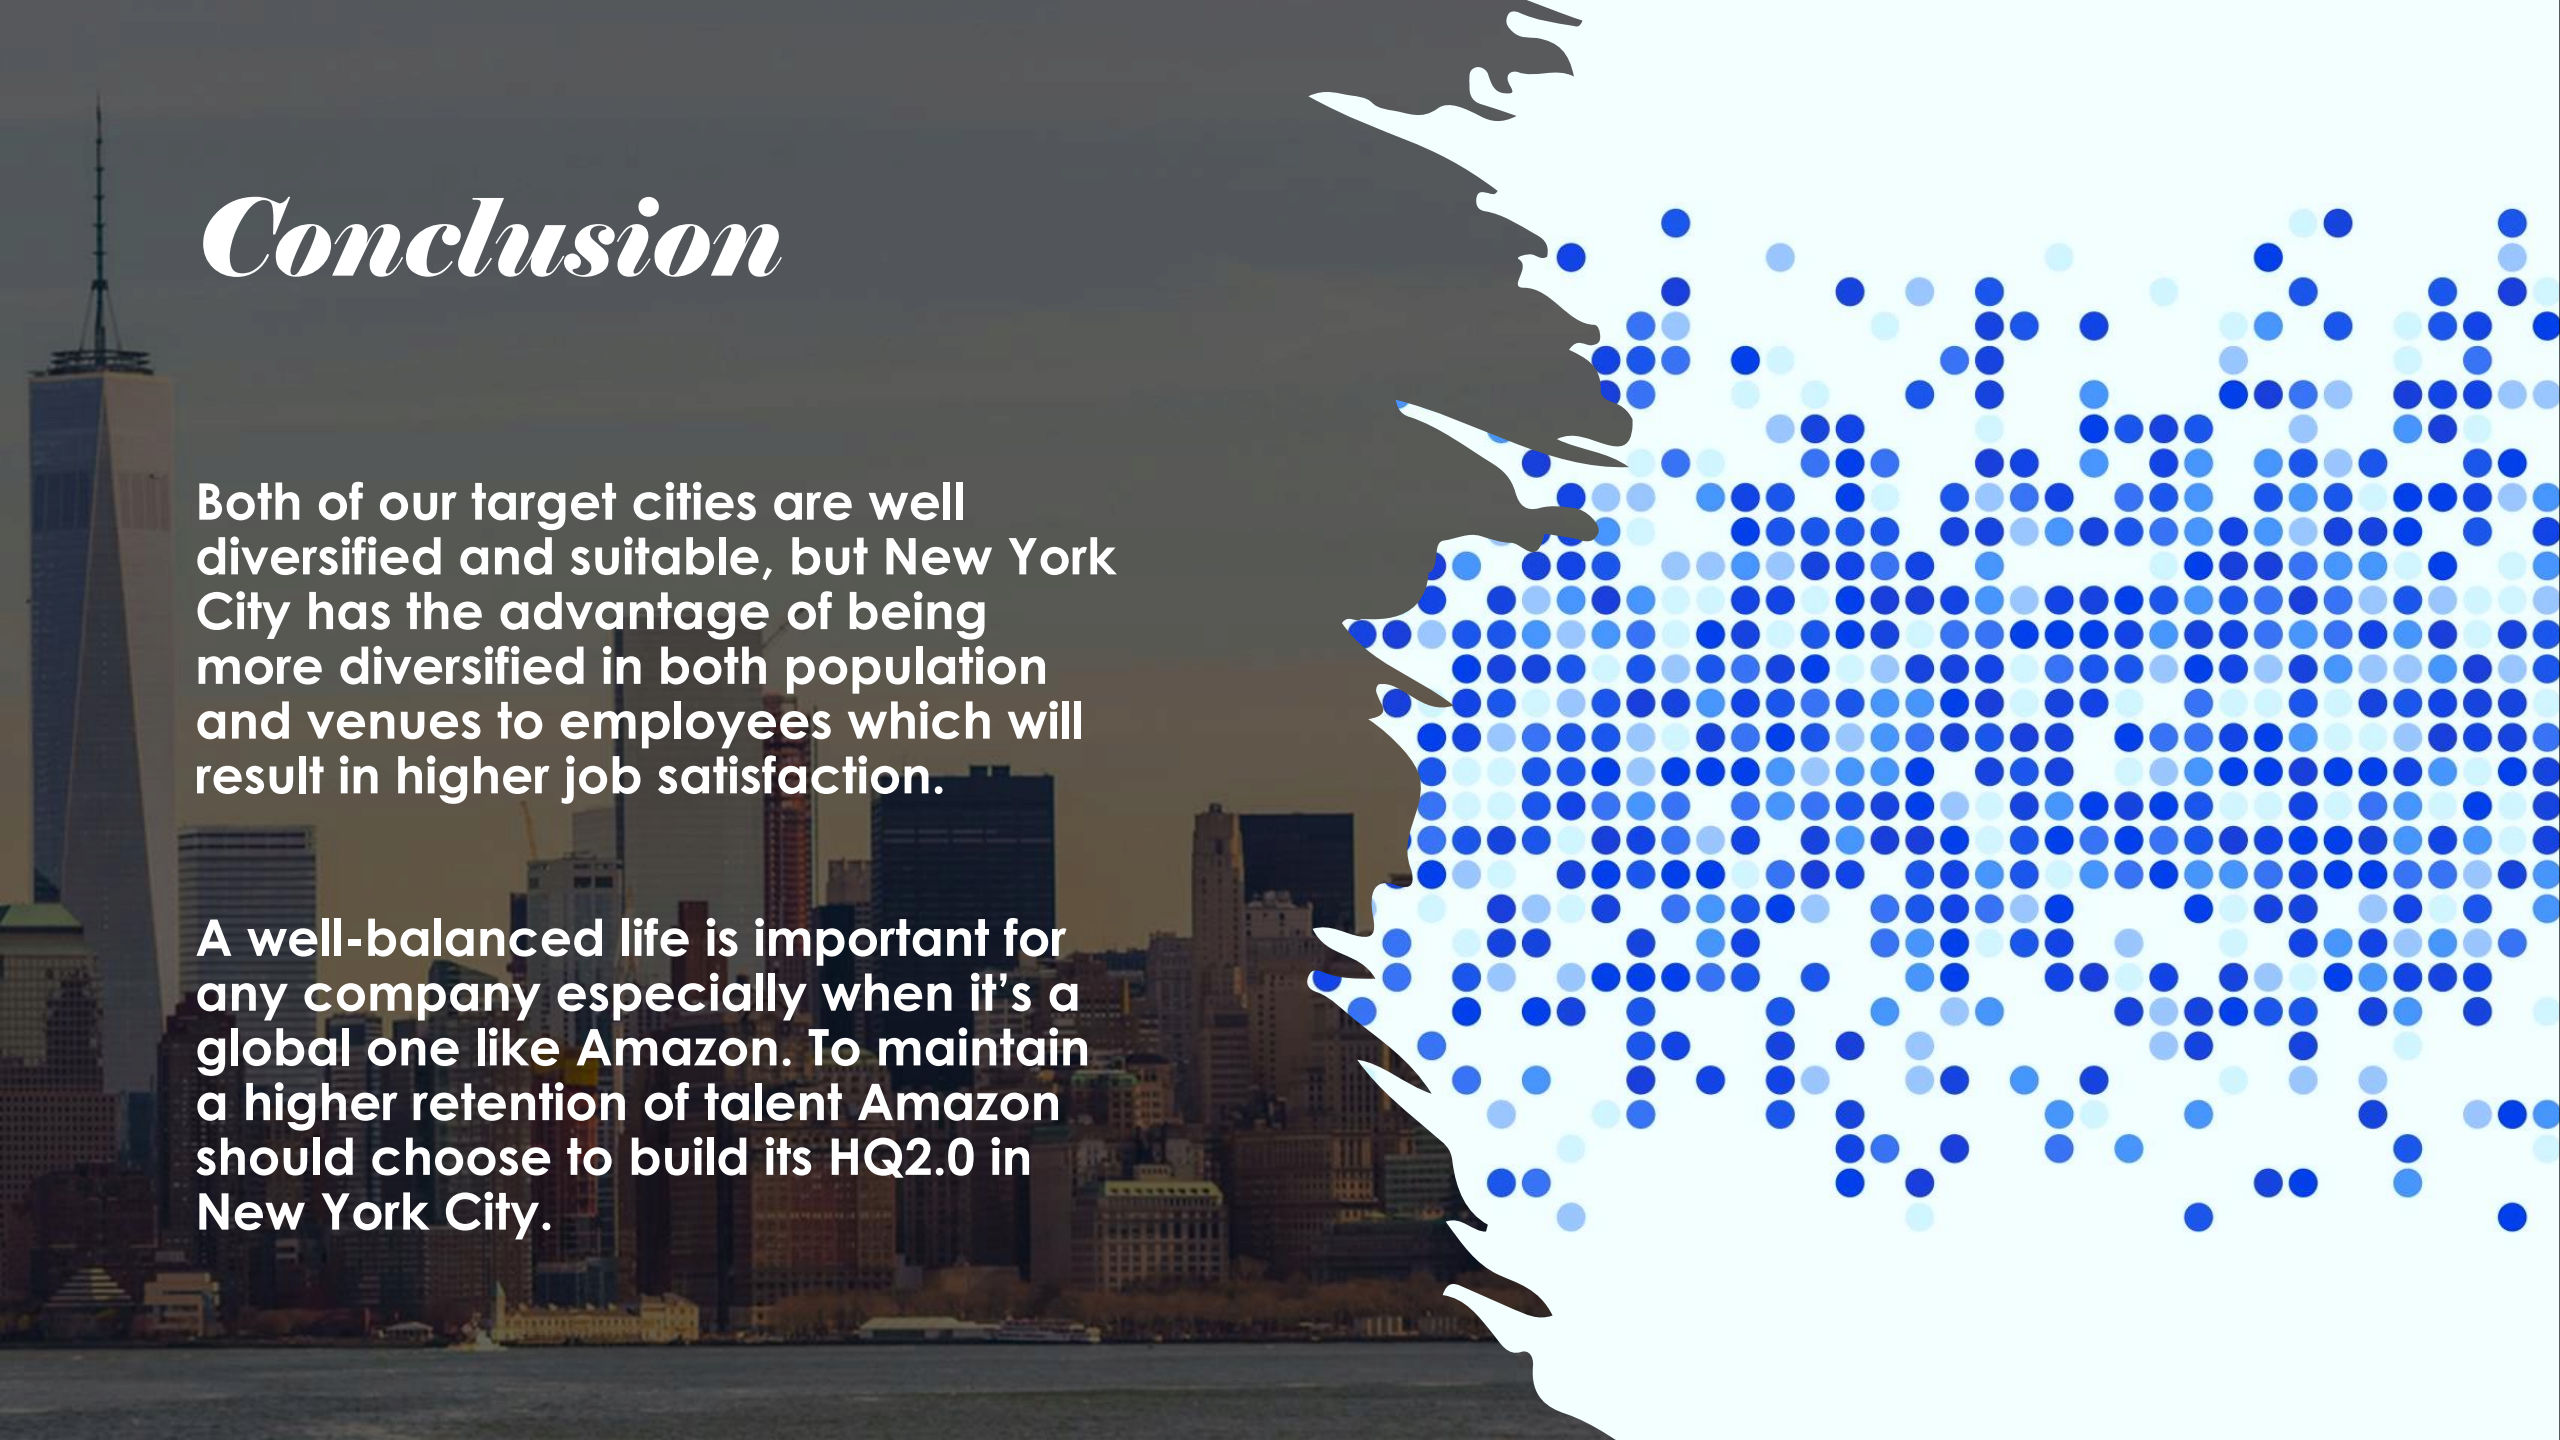 Conclusion
Both of our target cities are well
diversified and suitable, but New York
City has the advantage of being
more diversified in both population
and venues to employees which will
result in higher job satisfaction.
A well-balanced life is important for
any company especially when it’s a
global one like Amazon. To maintain
a higher retention of talent Amazon
should choose to build its HQ2.0 in
New York City.